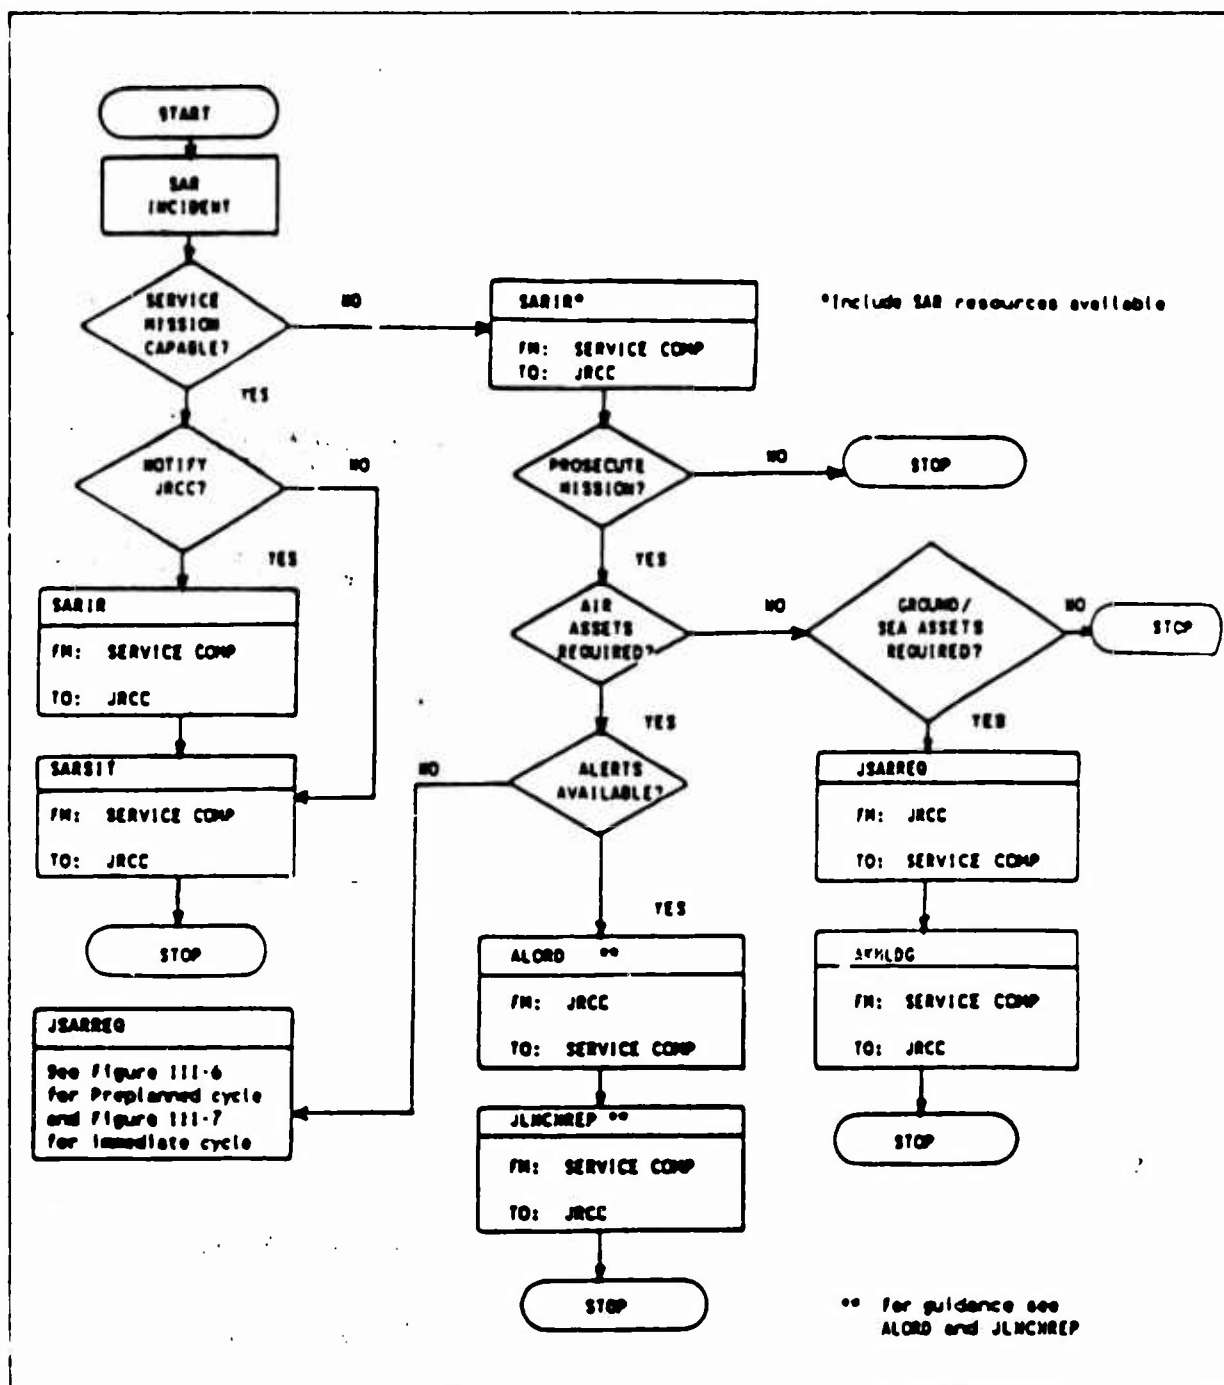 START
SAR
INCIDENT
SERVICE
MISSION
CAPABLE?
NO
YES
NOTIFY
JRCC?
NO
YES
SARIR
FM: SERVICE COMP
TO: JRCC
SARSIT
FM: SERVICE COMP
TO: JRCC
STOP
JSARREQ
See Figure III-6
for Preplanned cycle
and Figure III-7
for Immediate cycle
SARIR*
FM: SERVICE COMP
TO: JRCC
*Include SAR resources available
PROSECUTE
MISSION?
NO
STOP
YES
AIR
ASSETS
REQUIRED?
NO
GROUND/
SEA ASSETS
REQUIRED?
NO
STOP
YES
YES
ALERTS
AVAILABLE?
NO
YES
JSARREQ
FM: JRCC
TO: SERVICE COMP
FM: SERVICE COMP
TO: JRCC
STOP
ALORD **
FM: JRCC
TO: SERVICE COMP
JLNCHREP **
FM: SERVICE COMP
TO: JRCC
STOP
** For guidance see
ALORD and JLNCHREP